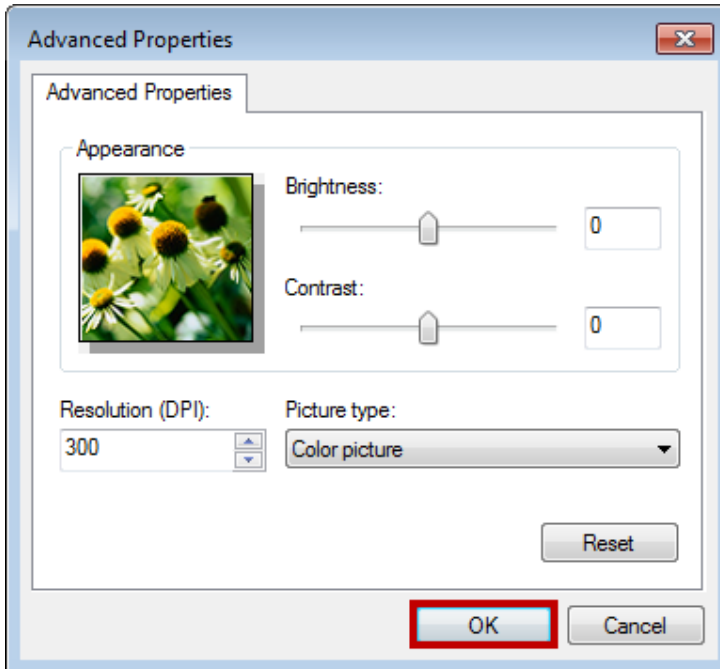 Advanced Properties
Advanced Properties
Appearance
Brightness:
0
Contrast:
0
Resolution (DPI):
Picture type:
300
Color picture
Reset
OK
Cancel